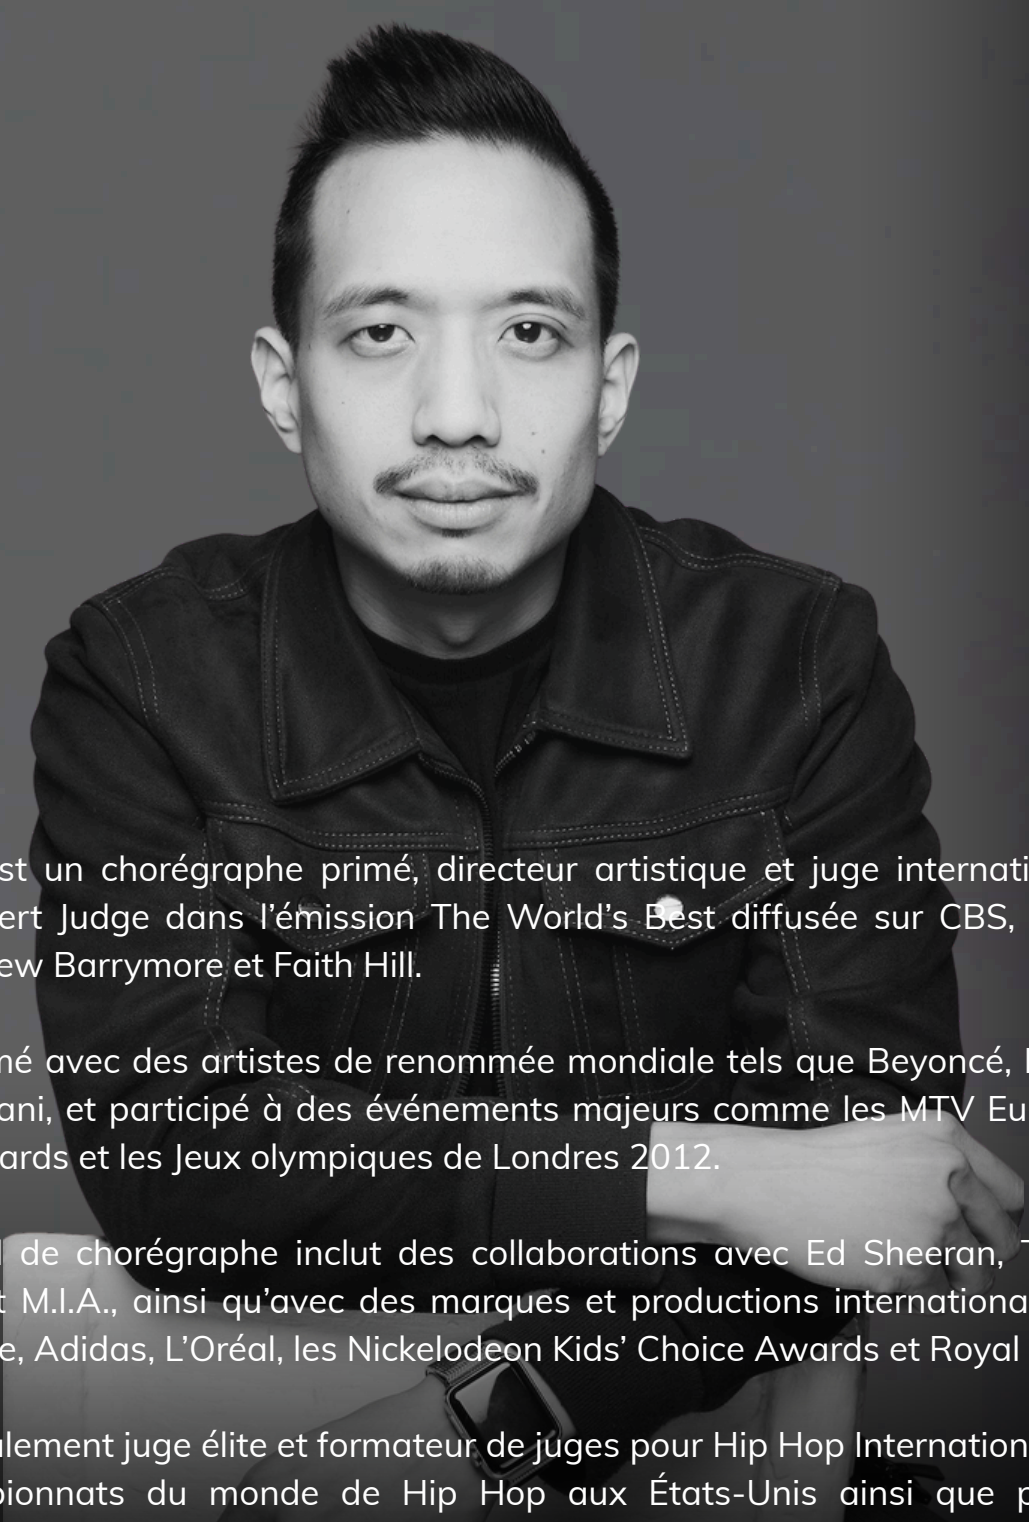 st un chorégraphe primé, directeur artistique et juge internati
ert Judge dans l’émission The World’s Best diffusée sur CBS,
ew Barrymore et Faith Hill.
mé avec des artistes de renommée mondiale tels que Beyoncé,
ani, et participé à des événements majeurs comme les MTV Eu
ards et les Jeux olympiques de Londres 2012.
de chorégraphe inclut des collaborations avec Ed Sheeran,
t M.I.A., ainsi qu’avec des marques et productions internationa
e, Adidas, L’Oréal, les Nickelodeon Kids’ Choice Awards et Royal
alement juge élite et formateur de juges pour Hip Hop Internation
pionnats du monde de Hip Hop aux États-Unis ainsi que p